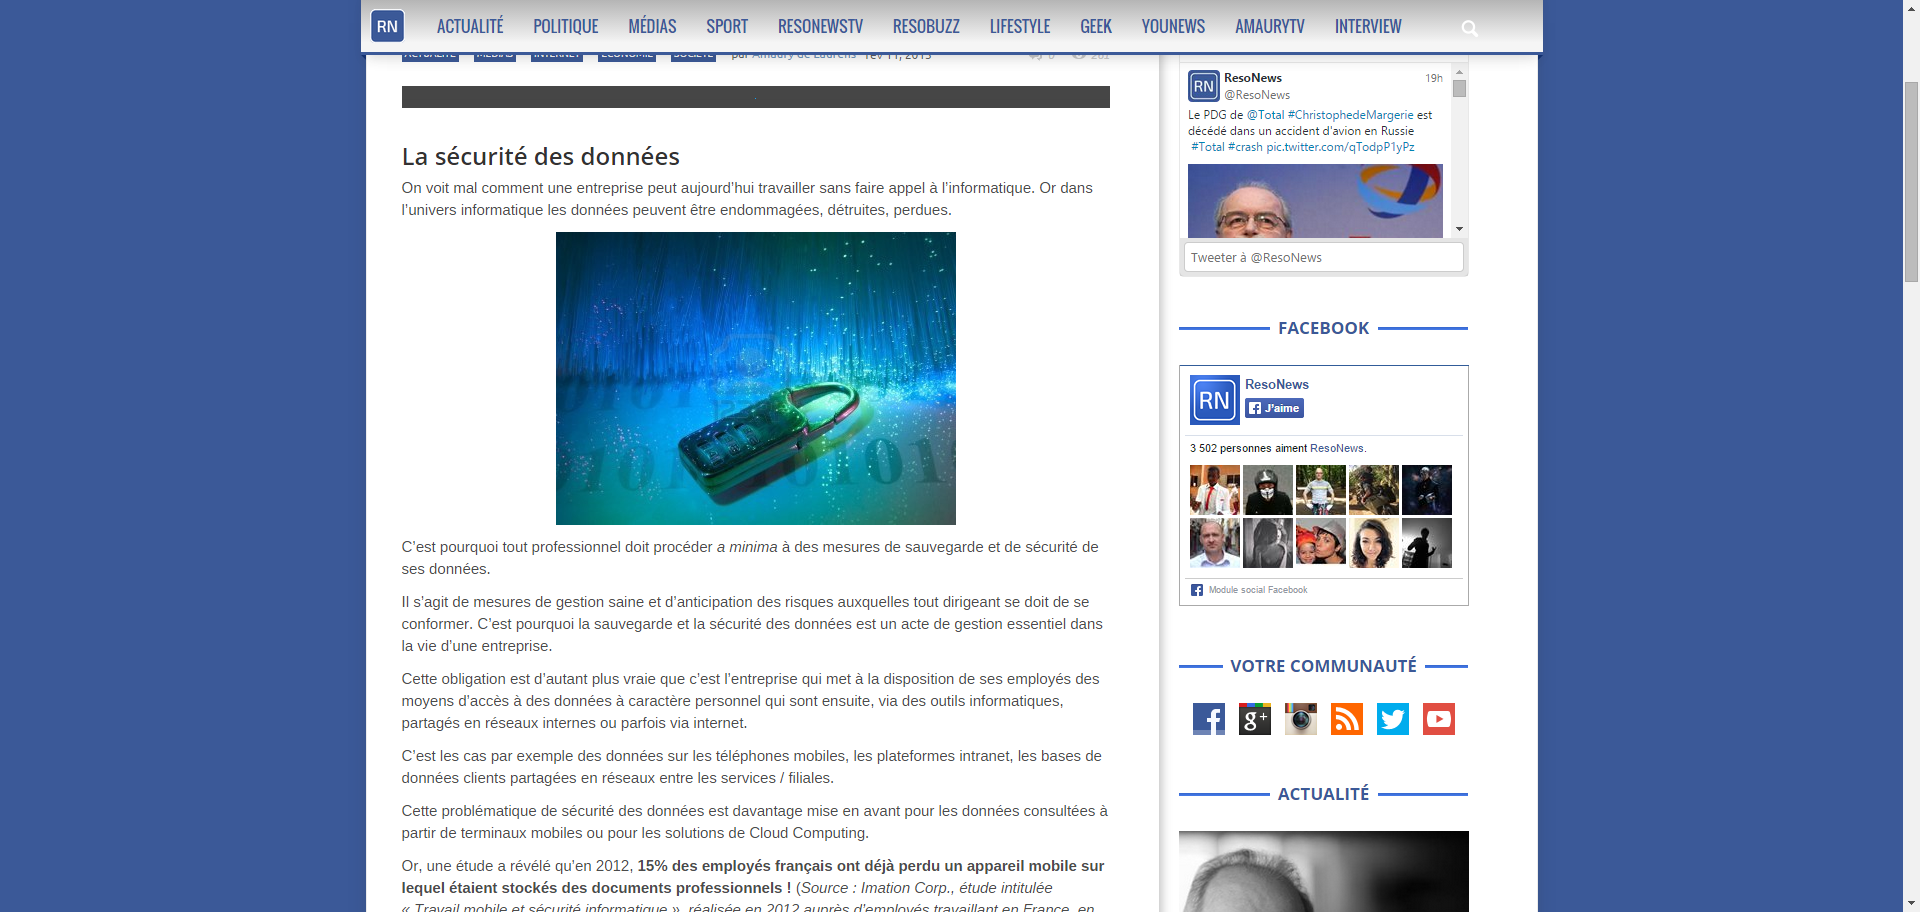 RN ACTUALITÉ POLITIQUE MÉDIAS SPORT RESONEWSTV RESOBUZZ LIFESTYLE GEEK YOUNEWS AMAURYTV INTERVIEW
La sécurité des données
On voit mal comment une entreprise peut aujourd’hui travailler sans faire appel à l’informatique. Or dans
l’univers informatique les données peuvent être endommagées, détruites, perdues.
C’est pourquoi tout professionnel doit procéder a minima à des mesures de sauvegarde et de sécurité de
ses données.
Il s’agit de mesures de gestion saine et d’anticipation des risques auxquelles tout dirigeant se doit de se
conformer. C’est pourquoi la sauvegarde et la sécurité des données est un acte de gestion essentiel dans
la vie d’une entreprise.
Cette obligation est d’autant plus vraie que c’est l’entreprise qui met à la disposition de ses employés des
moyens d’accès à des données à caractère personnel qui sont ensuite, via des outils informatiques,
partagés en réseaux internes ou parfois via internet.
C’est les cas par exemple des données sur les téléphones mobiles, les plateformes intranet, les bases de
données clients partagées en réseaux entre les services / filiales.
Cette problématique de sécurité des données est davantage mise en avant pour les données consultées à
partir de terminaux mobiles ou pour les solutions de Cloud Computing.
Or, une étude a révélé qu’en 2012, 15% des employés français ont déjà perdu un appareil mobile sur
lequel étaient stockés des documents professionnels ! (Source : Imation Corp., étude intitulée
« Travail mobile et sécurité informatique », réalisée en 2012 auprès d’employés travaillant en France, en
RN ResoNews 19h
@ResoNews
Le PDG de @Total #ChristophedeMargerie est
décédé dans un accident d'avion en Russie
#Total #crash pic.twitter.com/qTodpP1yPz
Tweeter à @ResoNews
FACEBOOK
RN ResoNews
J’aime
3 502 personnes aiment ResoNews.
Module social Facebook
VOTRE COMMUNAUTÉ
ACTUALITÉ